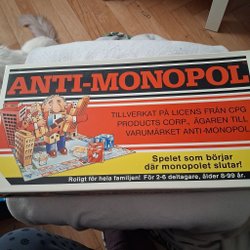 ANTI-MONOPOL
TILLVERKAT PÅ LICENS FRÅN CPG
PRODUCTS CORP., ÄGAREN TILL
VARUMÄRKET ANTI-MONOPOL
Spelet som börjar
där monopolet slutar!
Roligt för hela familjen! För 2-6 deltagare, ålder 8-99 år.